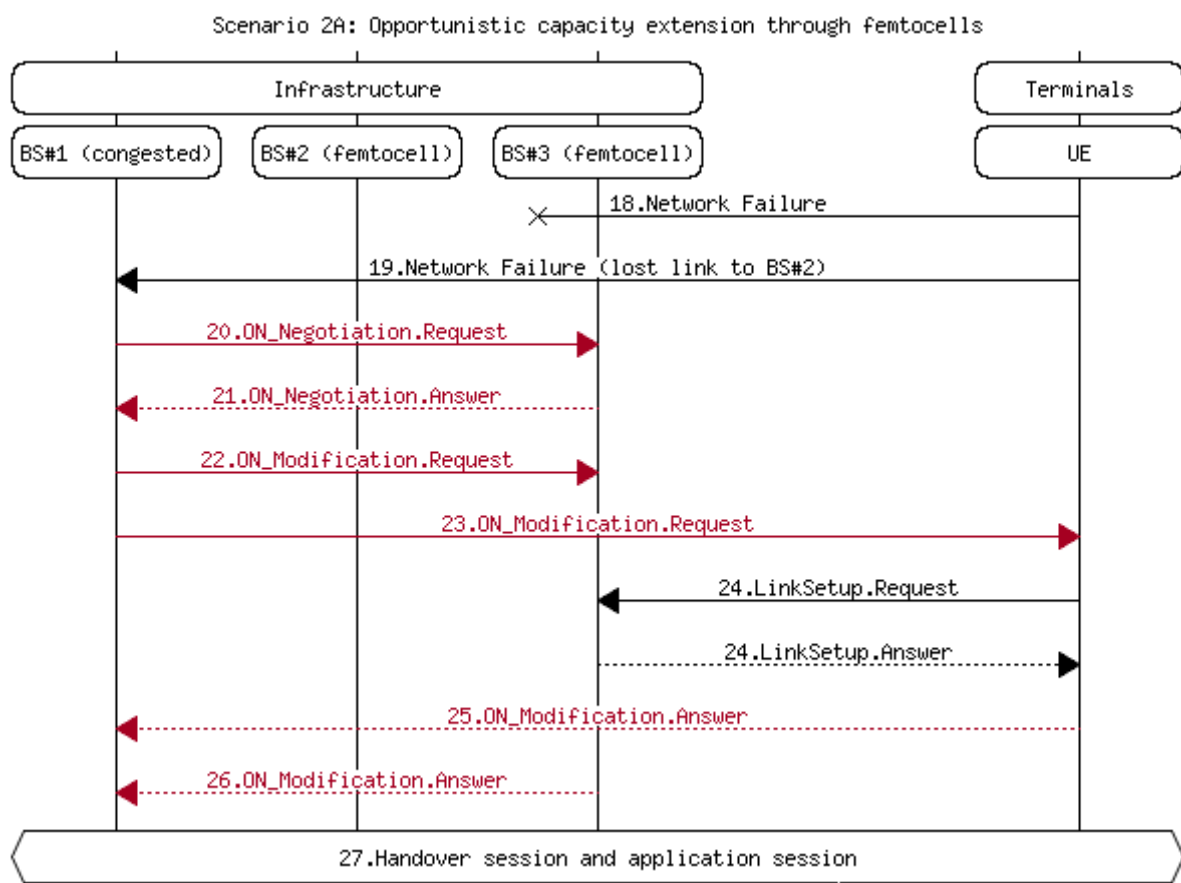 Scenario 2A: Opportunistic capacity extension through femtocells
Infrastructure
Terminals
BS#1 (congested)
BS#2 (femtocell)
BS#3 (femtocell)
UE
18.Network Failure
19.Network Failure (lost link to BS#2)
20.ON_Negotiation.Request
21.ON_Negotiation.Answer
22.ON_Modification.Request
23.ON_Modification.Request
24.LinkSetup.Request
24.LinkSetup.Answer
25.ON_Modification.Answer
26.ON_Modification.Answer
27.Handover session and application session